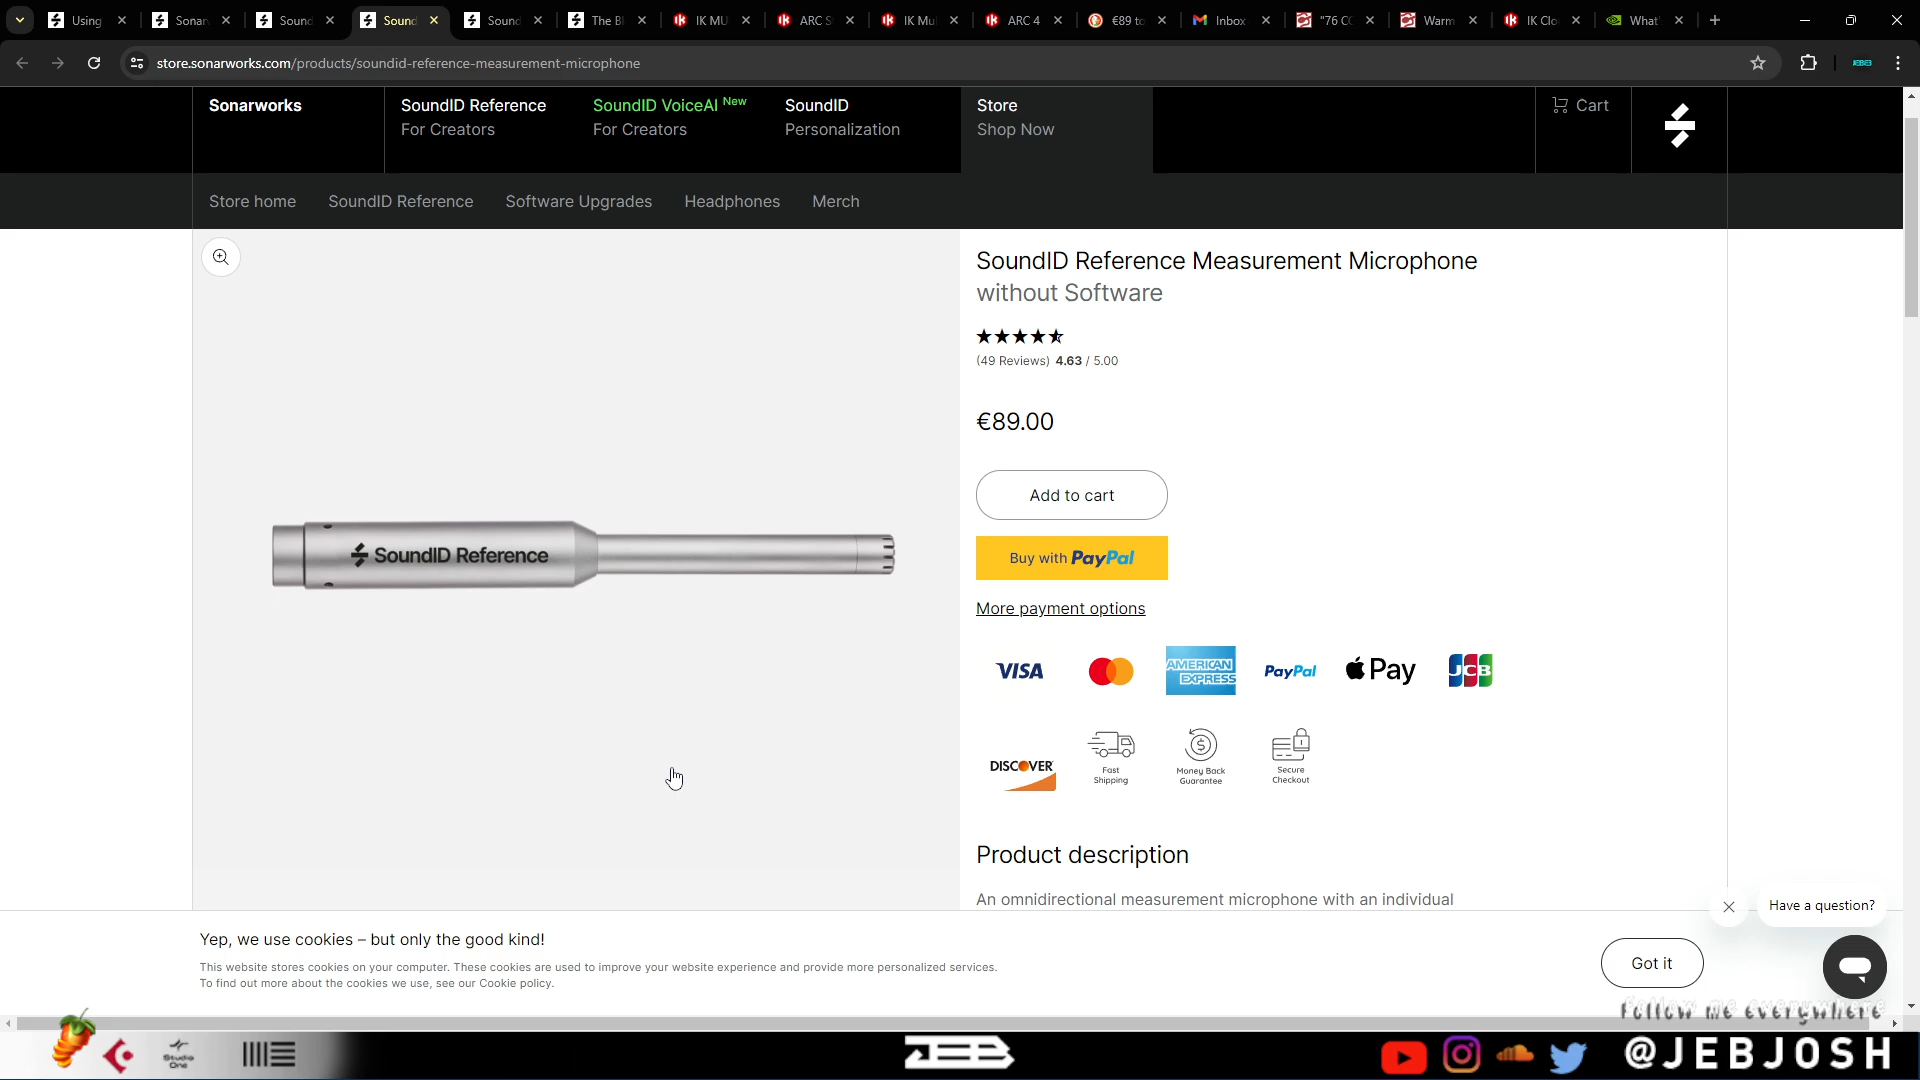 Using
Sonar
Sound
Sound
Sound
The B
IK MU
ARC S
IK Mul
ARC 4
€89 to
Inbox
"76 CO
Warm
IK Clo
What'
store.sonarworks.com/products/soundid-reference-measurement-microphone
JEBB
Sonarworks
SoundID Reference
For Creators
SoundID VoiceAI New
For Creators
SoundID
Personalization
Store
Shop Now
Cart
Store home
SoundID Reference
Software Upgrades
Headphones
Merch
SoundID Reference
SoundID Reference Measurement Microphone
without Software
(49 Reviews) 4.63 / 5.00
€89.00
Add to cart
Buy with PayPal
More payment options
VISA
AMERICAN EXPRESS
PayPal
Pay
JCB
DISCOVER
Fast Shipping
Money Back Guarantee
Secure Checkout
Product description
An omnidirectional measurement microphone with an individual
Have a question?
Yep, we use cookies – but only the good kind!
This website stores cookies on your computer. These cookies are used to improve your website experience and provide more personalized services.
To find out more about the cookies we use, see our Cookie policy.
Got it
follow me everywhere
Studio One
JEB
@JEBJOSH